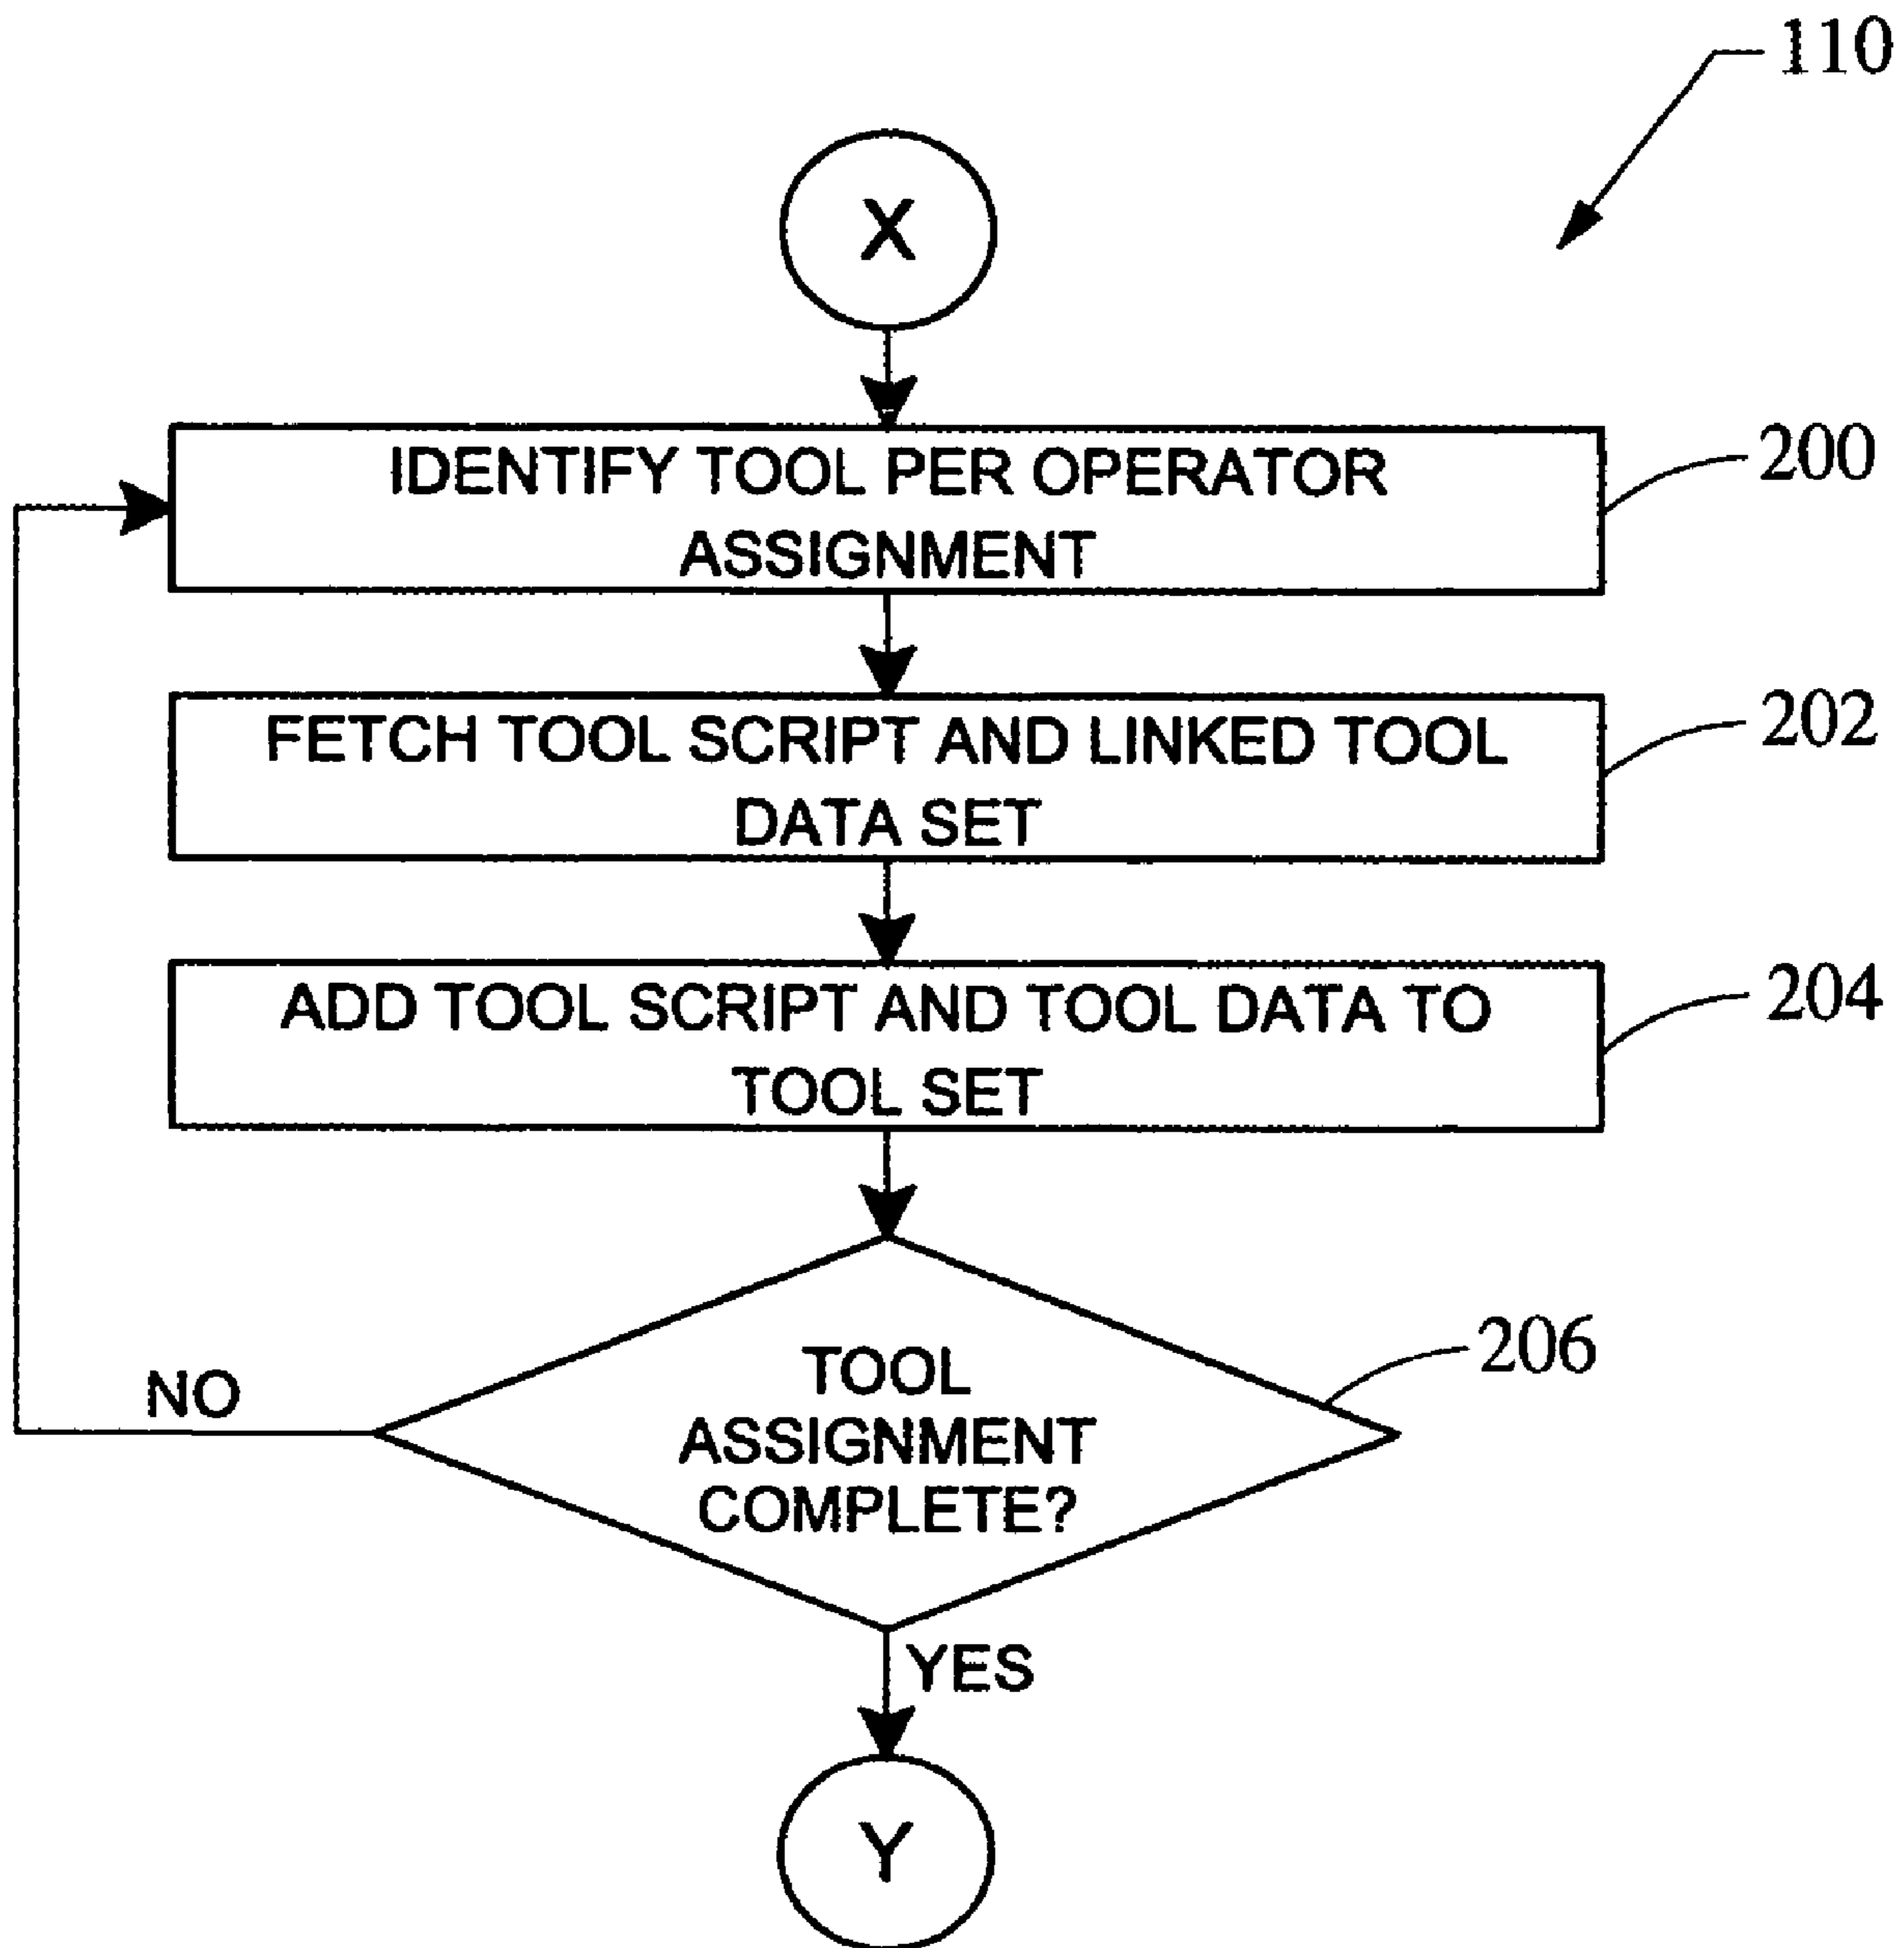 110
X
IDENTIFY TOOL PER OPERATOR
ASSIGNMENT
200
FETCH TOOL SCRIPT AND LINKED TOOL
DATA SET
202
ADD TOOL SCRIPT AND TOOL DATA TO
TOOL SET
204
TOOL
ASSIGNMENT
COMPLETE?
206
NO
YES
Y